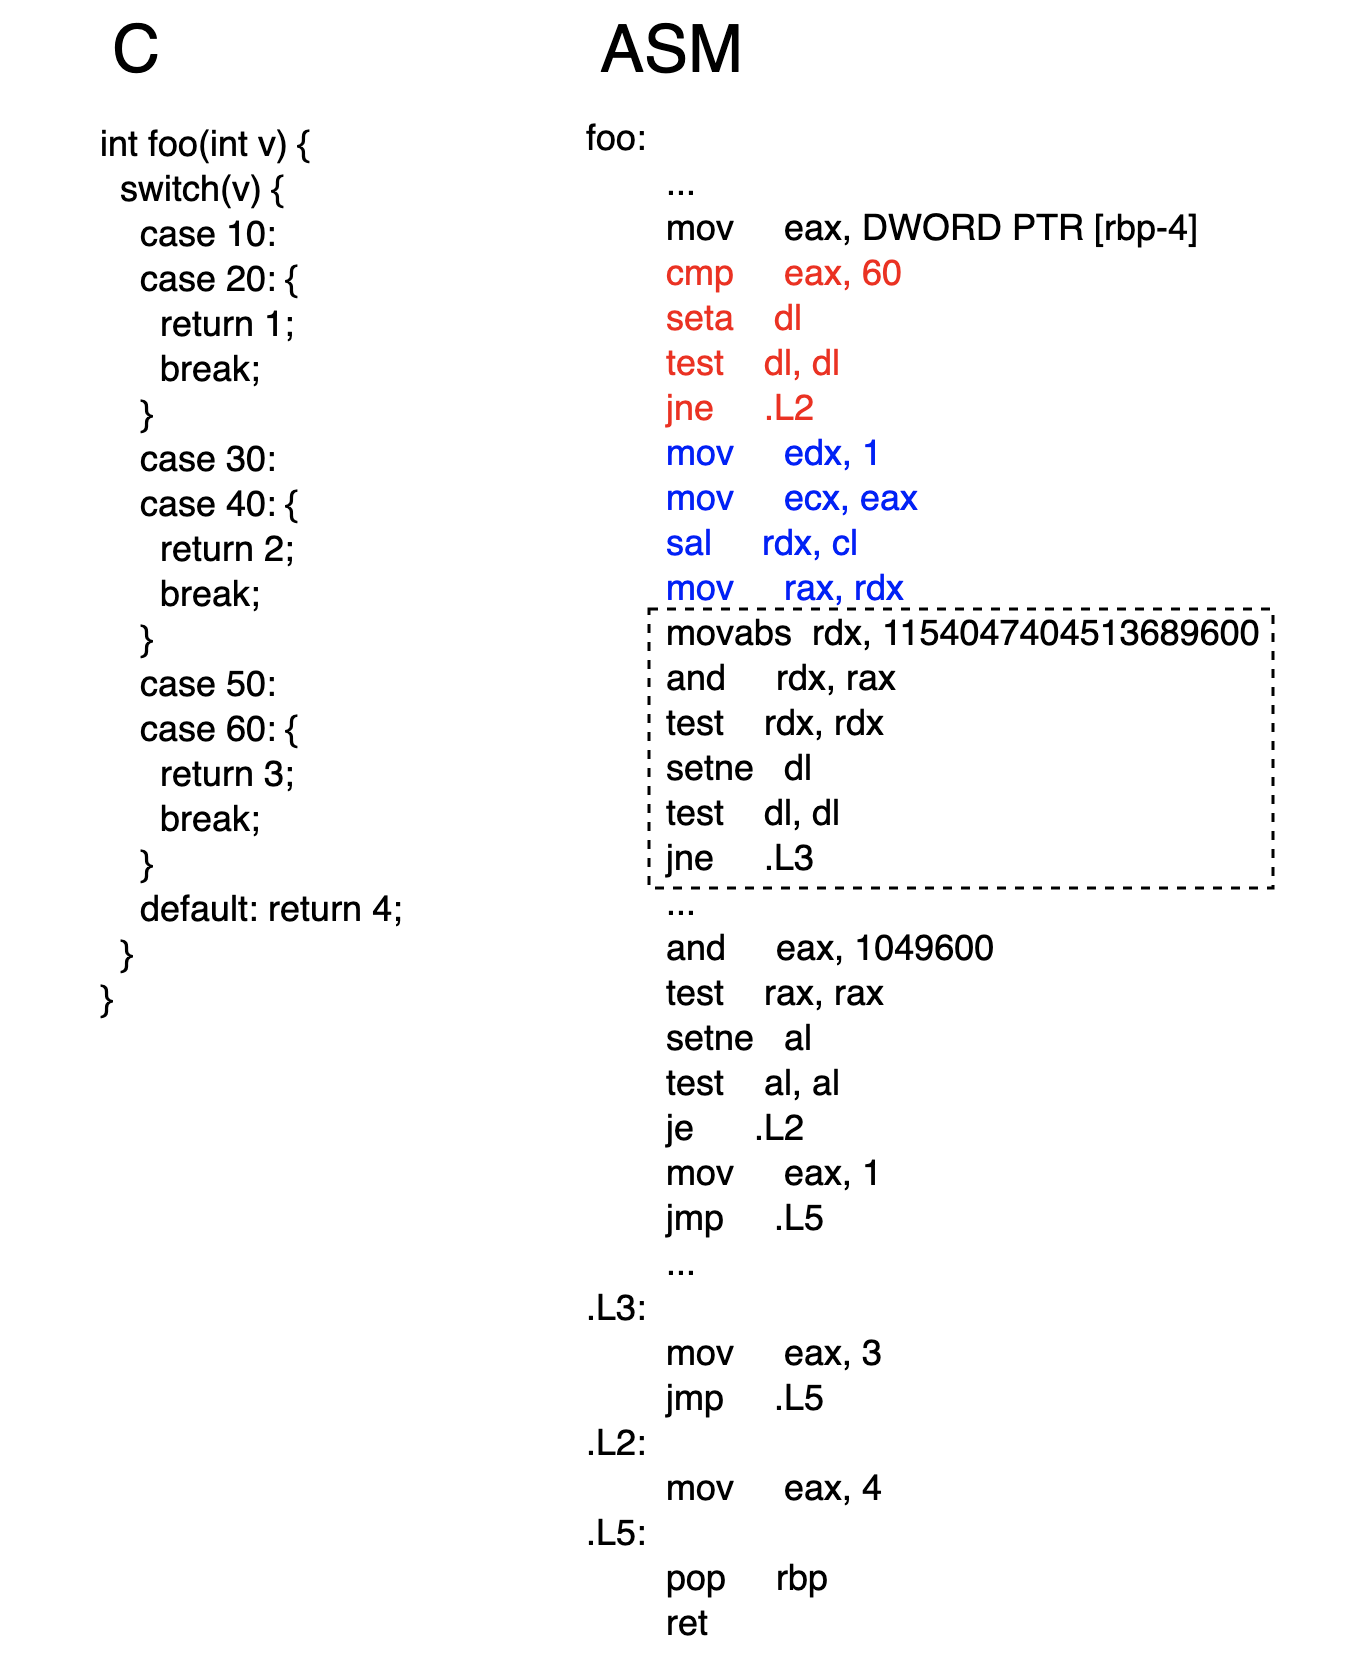 C
int foo(int v) {
switch(v) {
case 10:
case 20: {
return 1;
break;
}
case 30:
case 40: {
return 2;
break;
}
case 50:
case 60: {
return 3;
break;
}
default: return 4;
}
}
ASM
foo:
...
mov eax, DWORD PTR [rbp-4]
cmp eax, 60
seta dl
test dl, dl
jne .L2
mov edx, 1
mov ecx, eax
sal rdx, cl
mov rax, rdx
movabs rdx, 1154047404513689600
and rdx, rax
test rdx, rdx
setne dl
test dl, dl
jne .L3
...
and eax, 1049600
test rax, rax
setne al
test al, al
je .L2
mov eax, 1
jmp .L5
...
.L3:
mov eax, 3
jmp .L5
.L2:
mov eax, 4
.L5:
pop rbp
ret